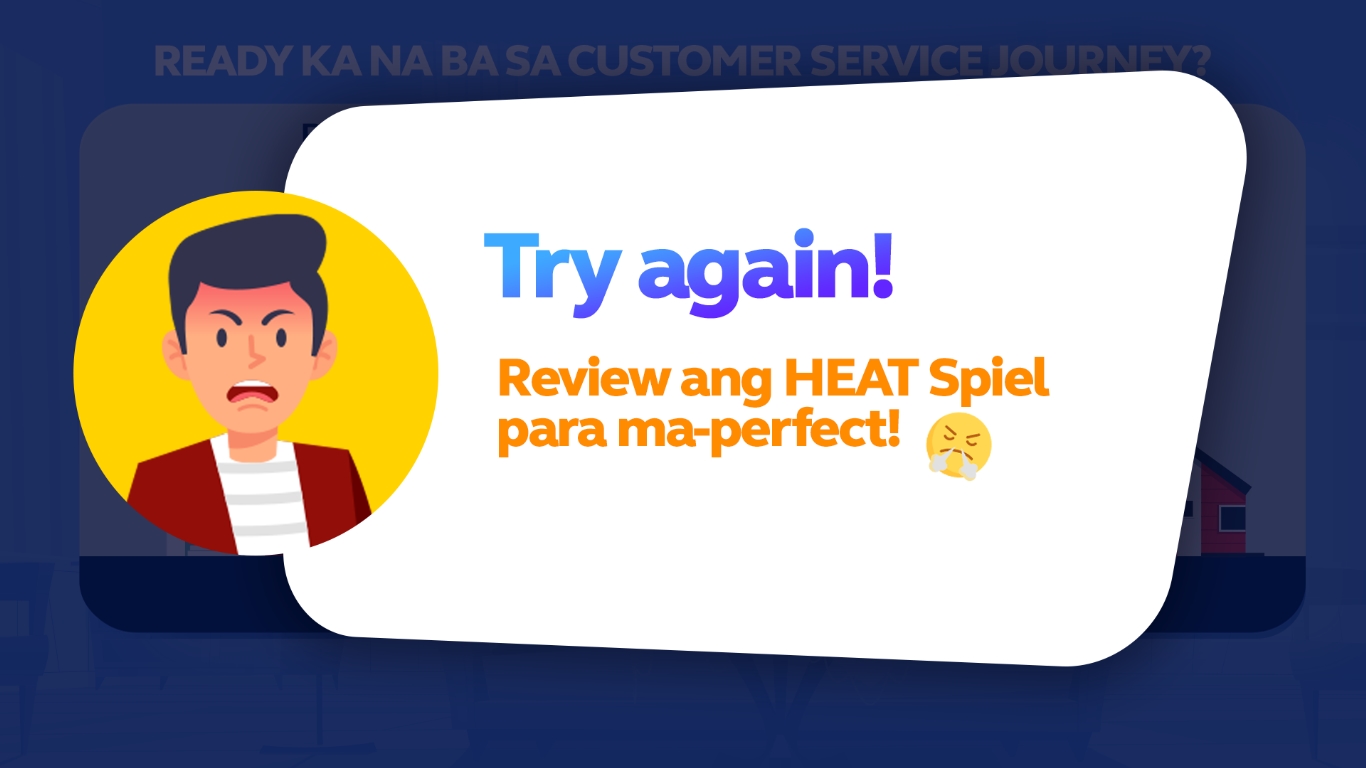 READY KA NA BA SA CUSTOMER SERVICE JOURNEY?
Try again!
Review ang HEAT Spiel
para ma-perfect!